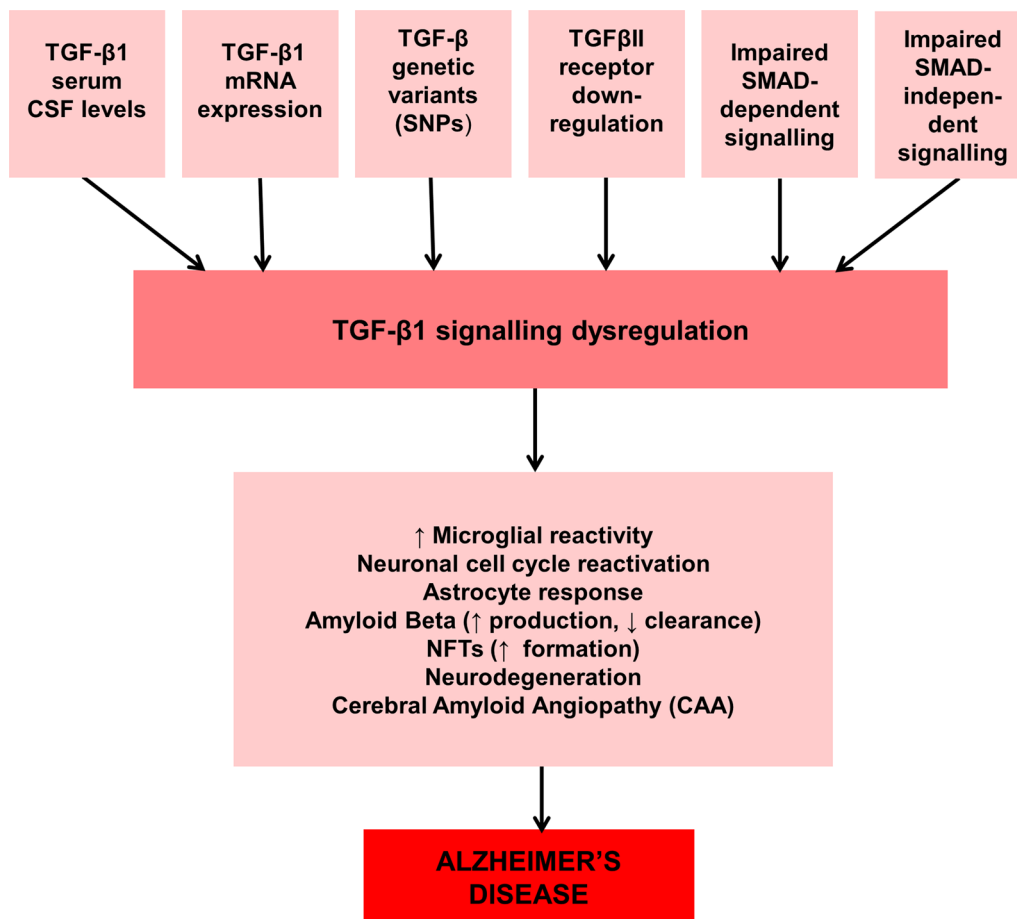 TGF-β1
serum
CSF levels
TGF-β1
mRNA
expression
TGF-β
genetic
variants
(SNPs)
TGFβII
receptor
down-
regulation
Impaired
SMAD-
dependent
signalling
Impaired
SMAD-
indepen-
dent
signalling
TGF-β1 signalling dysregulation
↑ Microglial reactivity
Neuronal cell cycle reactivation
Astrocyte response
Amyloid Beta (↑ production, ↓ clearance)
NFTs (↑ formation)
Neurodegeneration
Cerebral Amyloid Angiopathy (CAA)
ALZHEIMER’S
DISEASE